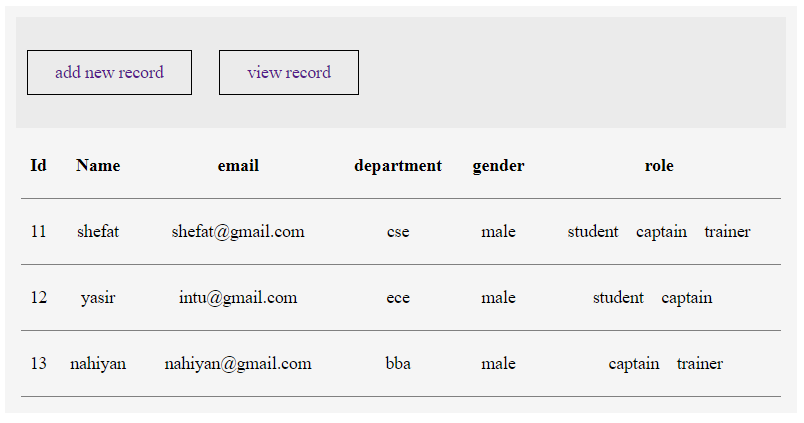 add new record view record
Id Name email department gender role
11 shefat shefat@gmail.com cse male student captain trainer
12 yasir intu@gmail.com ece male student captain
13 nahiyan nahiyan@gmail.com bba male captain trainer